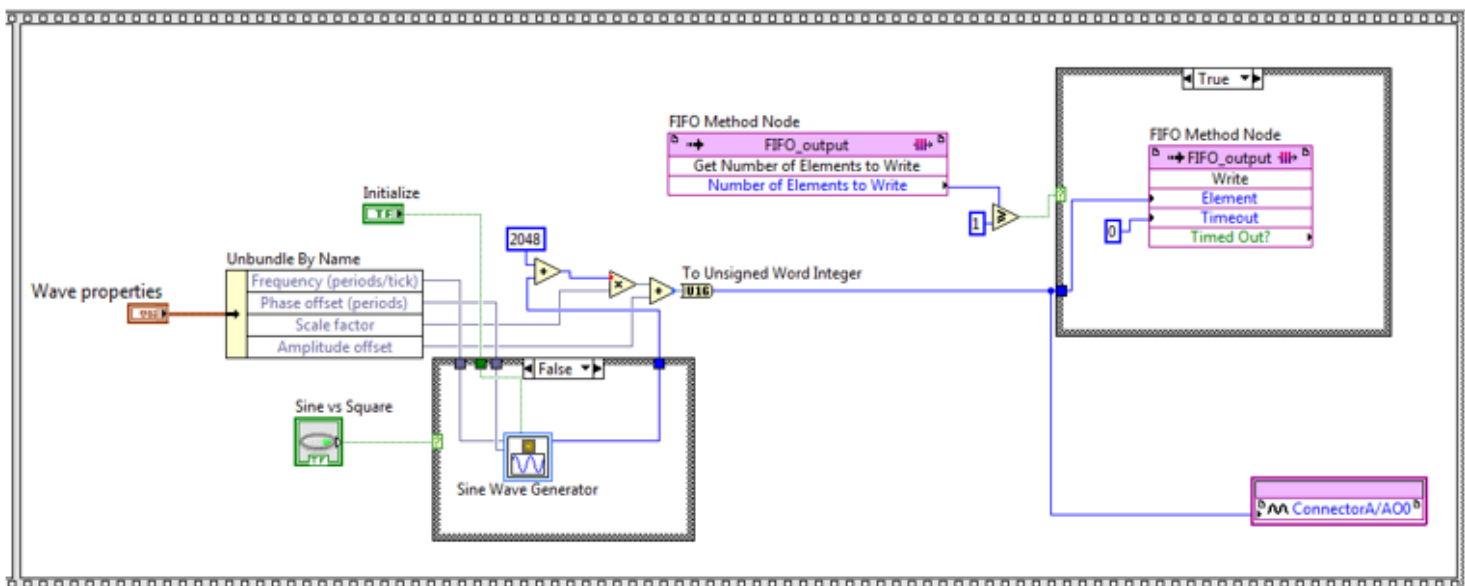 True
FIFO Method Node
FIFO_output
Get Number of Elements to Write
Number of Elements to Write
1
FIFO Method Node
FIFO_output
Write
Element
Timeout
0
Timed Out?
Initialize
TF
2048
Unbundle By Name
Frequency (periods/tick)
Phase offset (periods)
Scale factor
Amplitude offset
Wave properties
To Unsigned Word Integer
U16
False
Sine vs Square
TF
Sine Wave Generator
ConnectorA/AO0